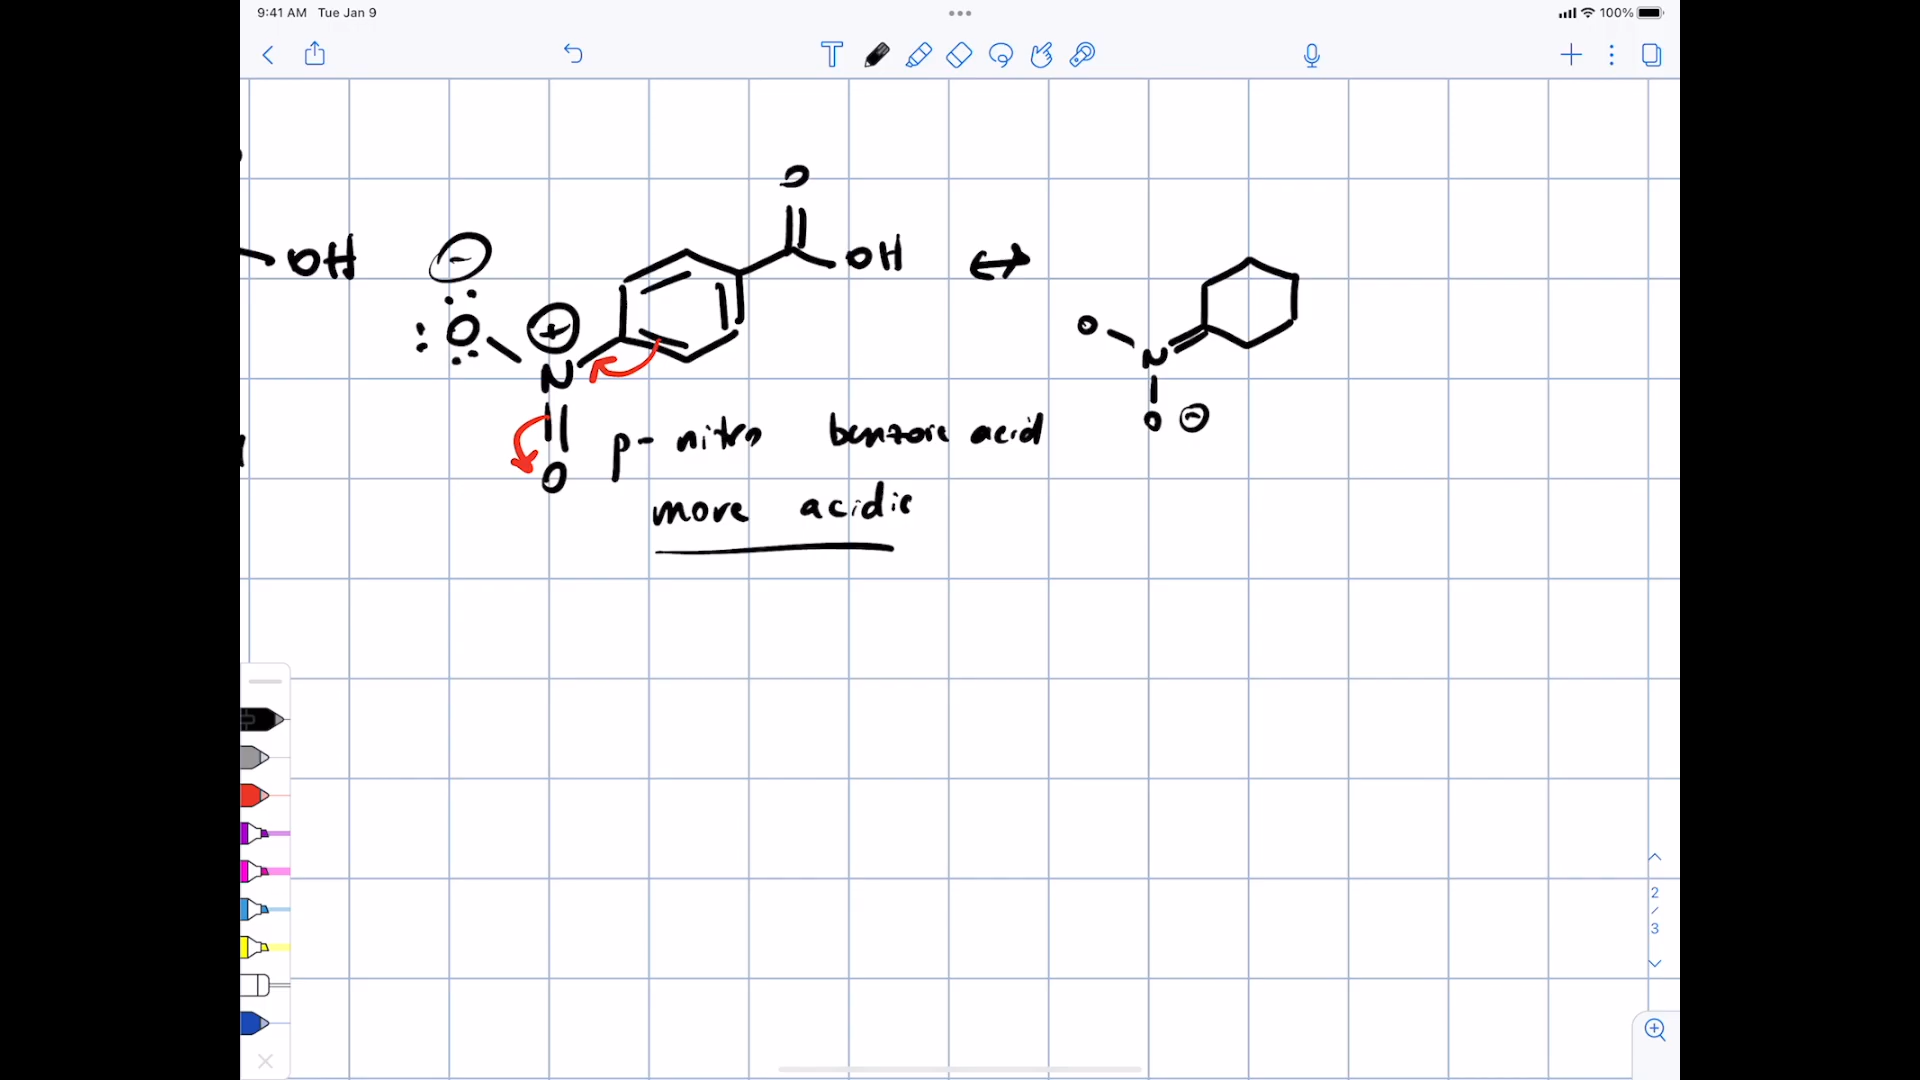 9:41 AM Tue Jan 9
100%
T
O
OH
OH
−
O
+
N
O
p- nitro benzoic acid
more acidic
O
N
O −
2
/
3